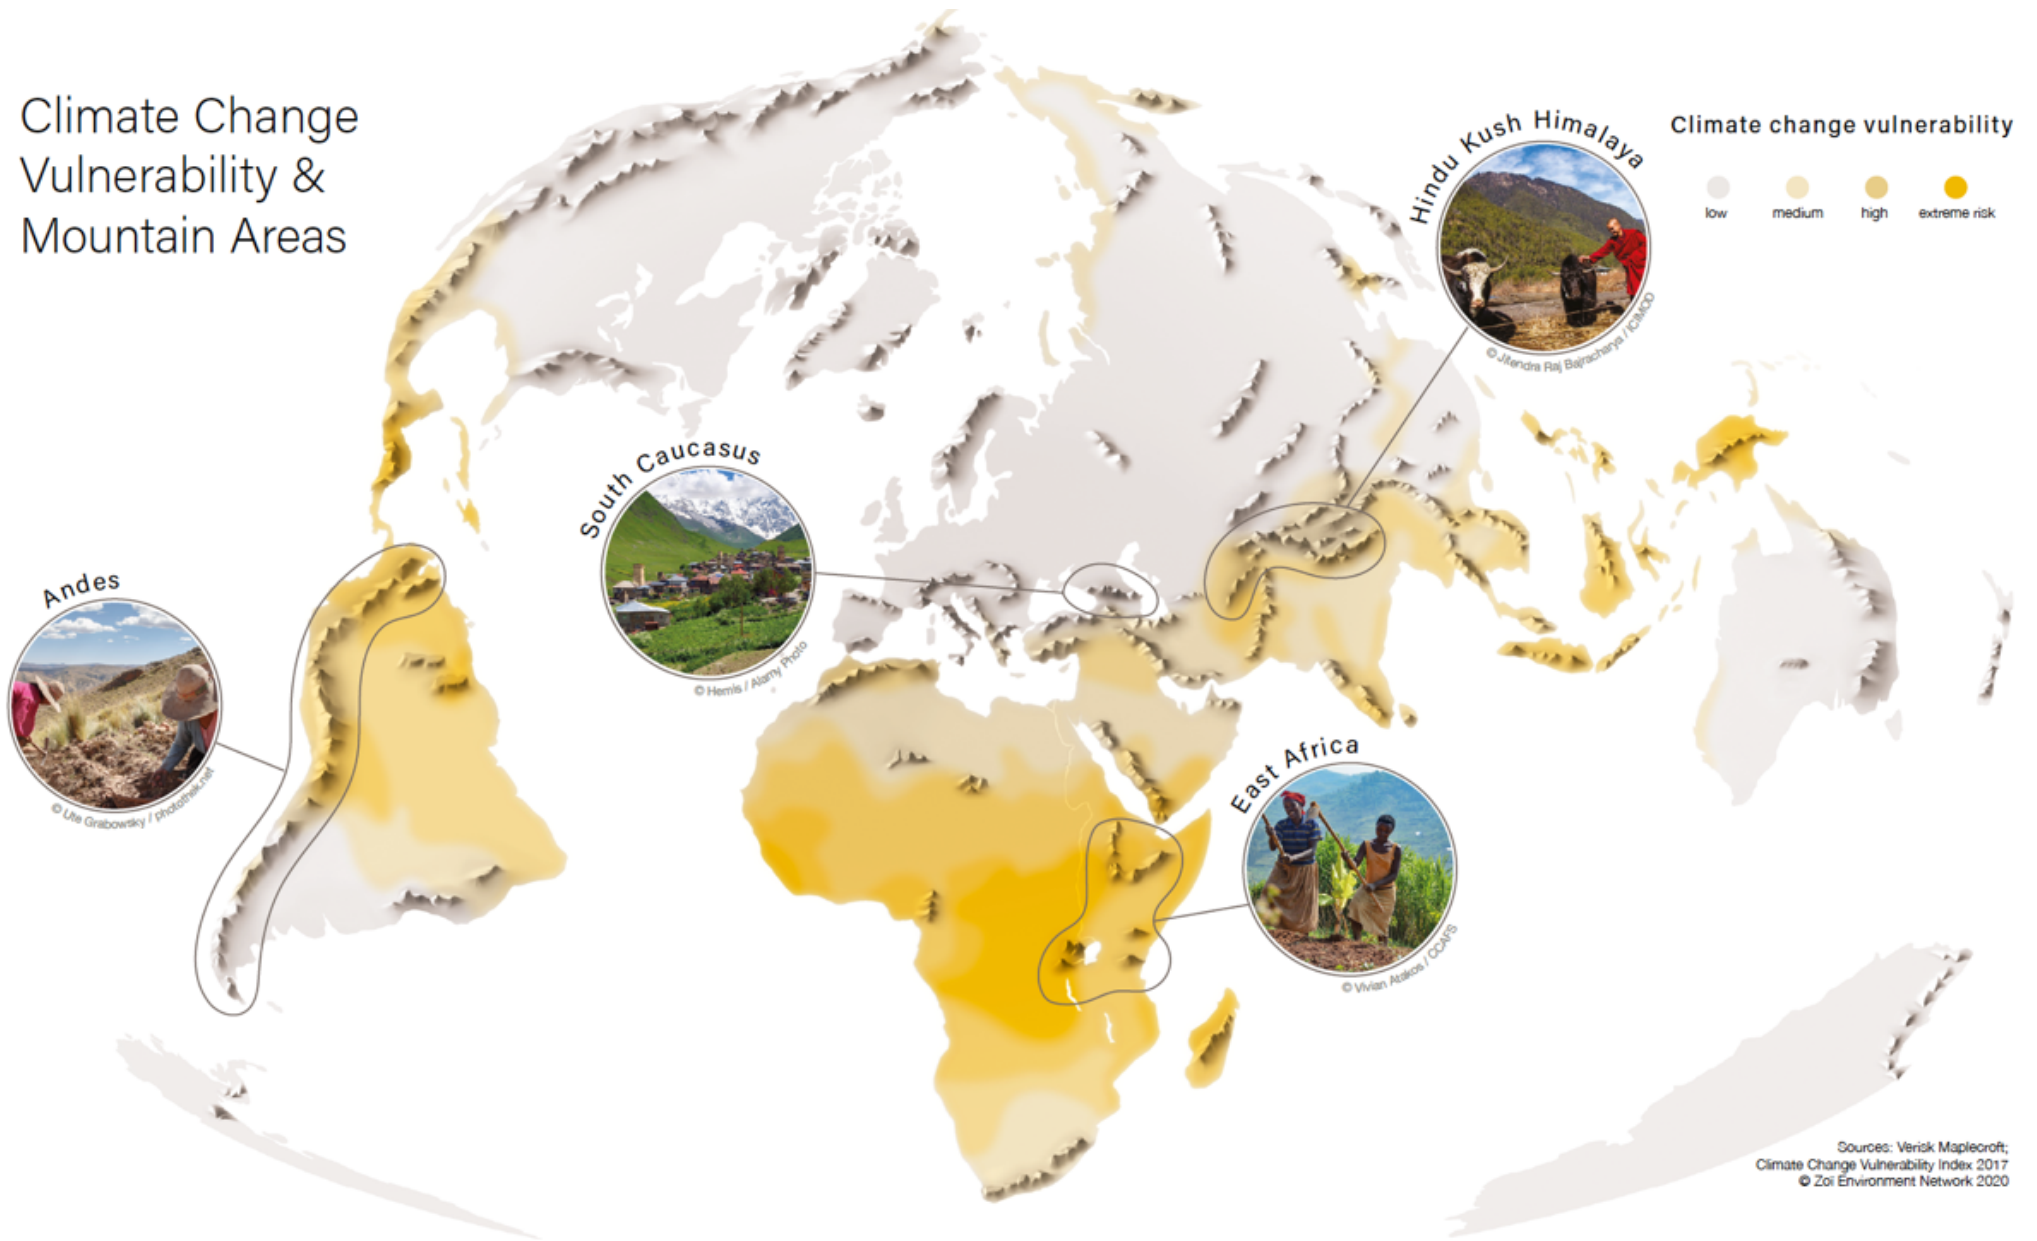 Climate Change
Vulnerability &
Mountain Areas
Hindu Kush Himalaya
© Jitendra Raj Bajracharya / ICIMOD
Climate change vulnerability
low
medium
high
extreme risk
South Caucasus
© Hemis / Alamy Photo
Andes
© Ute Grabowsky / photothek.net
East Africa
© Vivian Atakos / CCAFS
Sources: Verisk Maplecroft;
Climate Change Vulnerability Index 2017
© Zoï Environment Network 2020